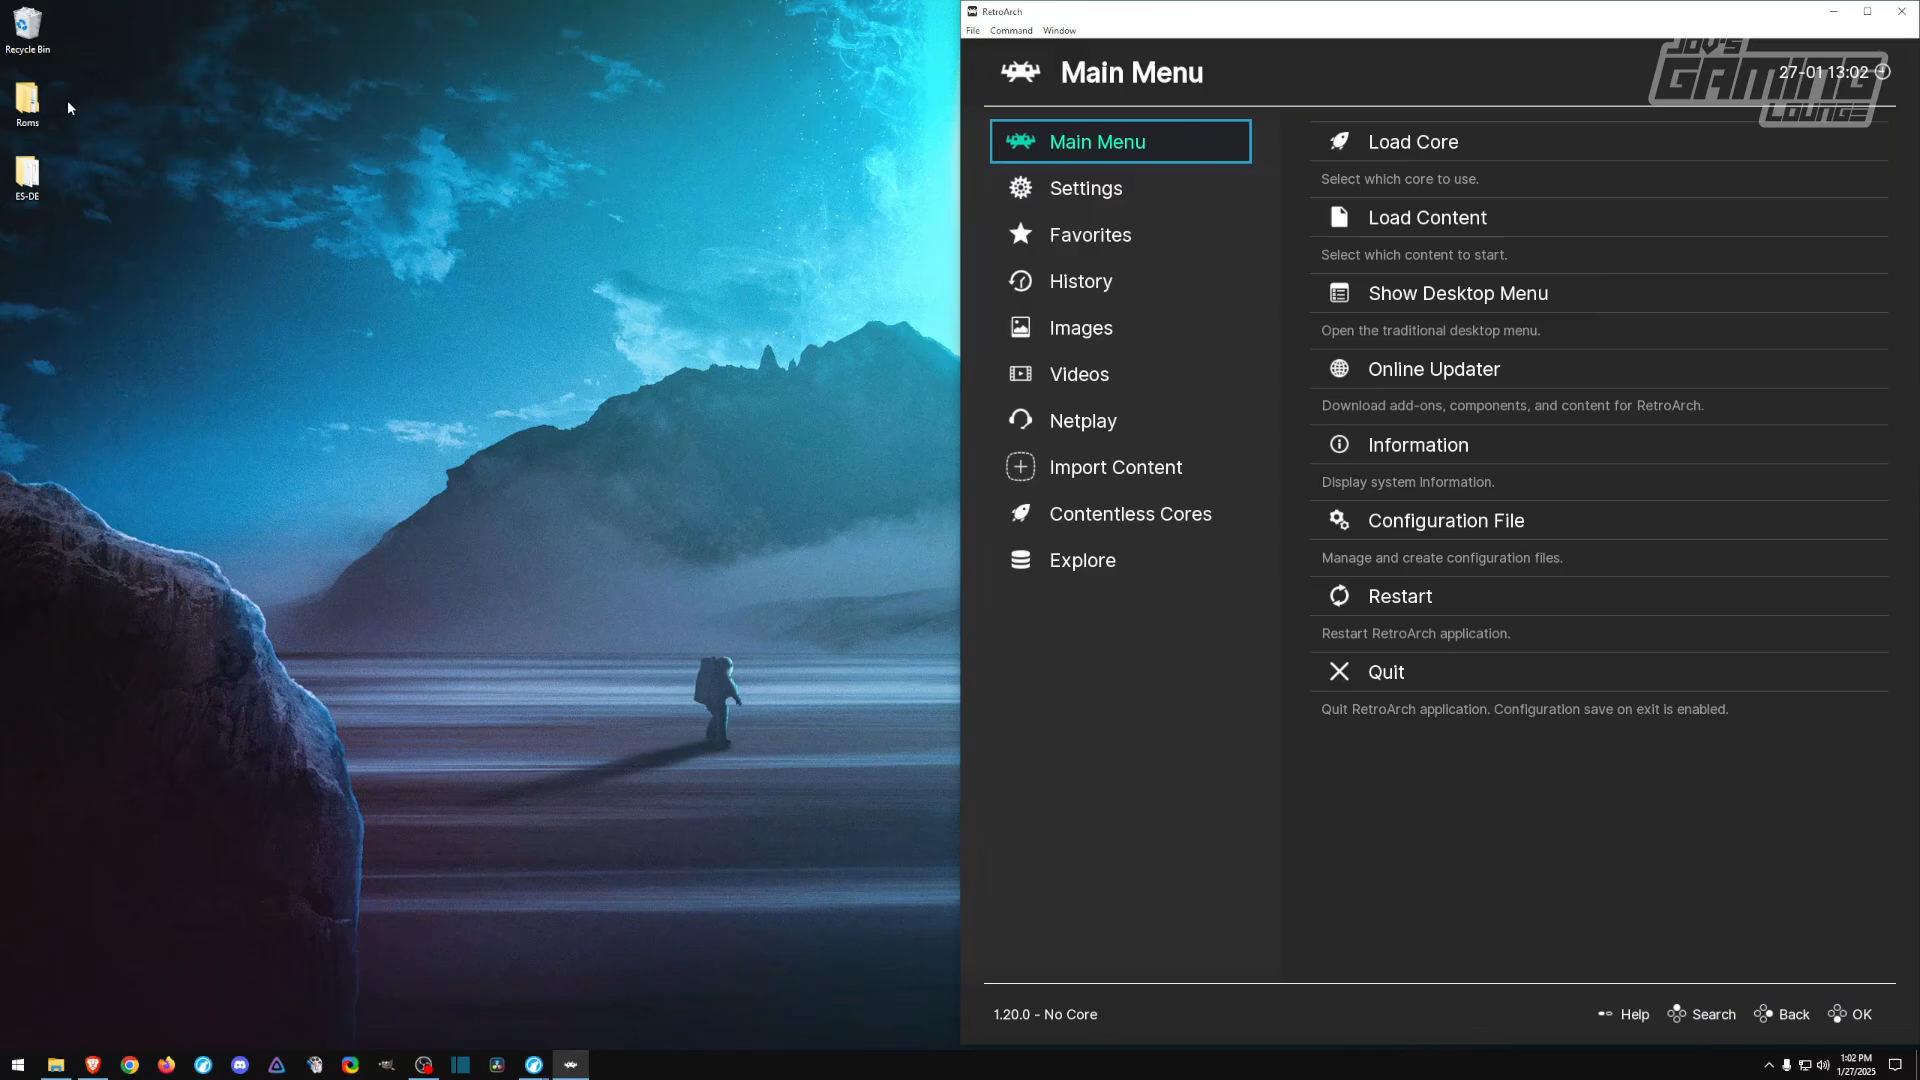 Recycle Bin
Roms
ES-DE
RetroArch
File Command Window
Main Menu
JOV'S
GAMING
LOUNGE
27-01 13:02
Main Menu
Settings
Favorites
History
Images
Videos
Netplay
Import Content
Contentless Cores
Explore
Load Core
Select which core to use.
Load Content
Select which content to start.
Show Desktop Menu
Open the traditional desktop menu.
Online Updater
Download add-ons, components, and content for RetroArch.
Information
Display system information.
Configuration File
Manage and create configuration files.
Restart
Restart RetroArch application.
Quit
Quit RetroArch application. Configuration save on exit is enabled.
1.20.0 - No Core
Help Search Back OK
1:02 PM
1/27/2025